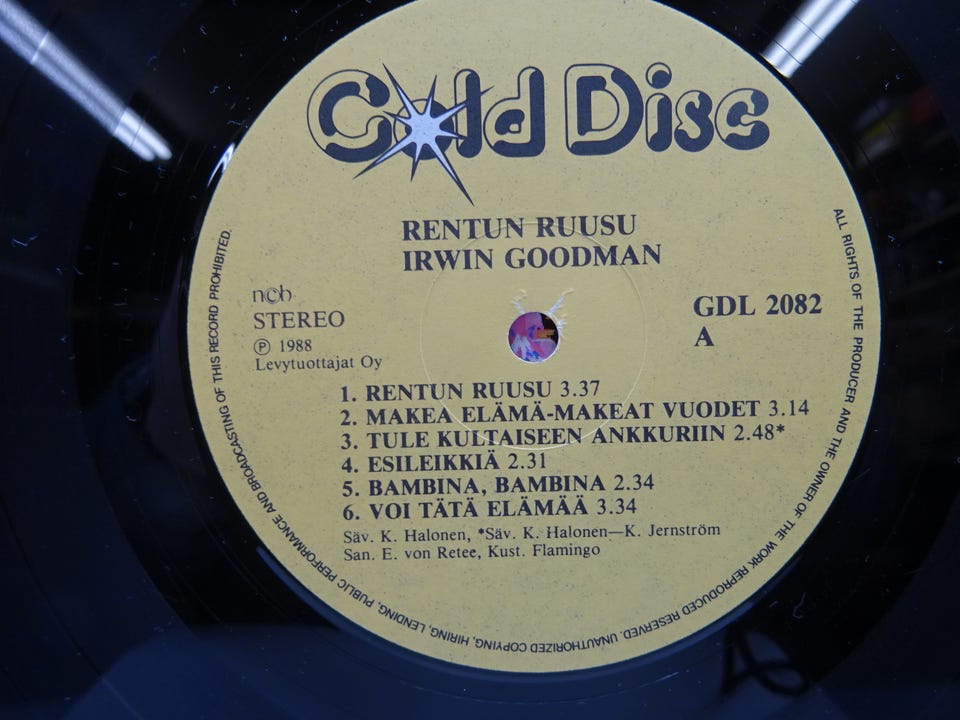 Gold Disc
RENTUN RUUSU
IRWIN GOODMAN
ncb
STEREO
Ⓟ 1988
Levytuottajat Oy
GDL 2082
A
1. RENTUN RUUSU 3.37
2. MAKEA ELÄMÄ-MAKEAT VUODET 3.14
3. TULE KULTAISEEN ANKKURIIN 2.48*
4. ESILEIKKIÄ 2.31
5. BAMBINA, BAMBINA 2.34
6. VOI TÄTÄ ELÄMÄÄ 3.34
Säv. K. Halonen, *Säv. K. Halonen—K. Jernström
San. E. von Retee, Kust. Flamingo
ALL RIGHTS OF THE PRODUCER AND THE OWNER OF THE WORK REPRODUCED RESERVED. UNAUTHORIZED COPYING, HIRING, LENDING, PUBLIC PERFORMANCE AND BROADCASTING OF THIS RECORD PROHIBITED.